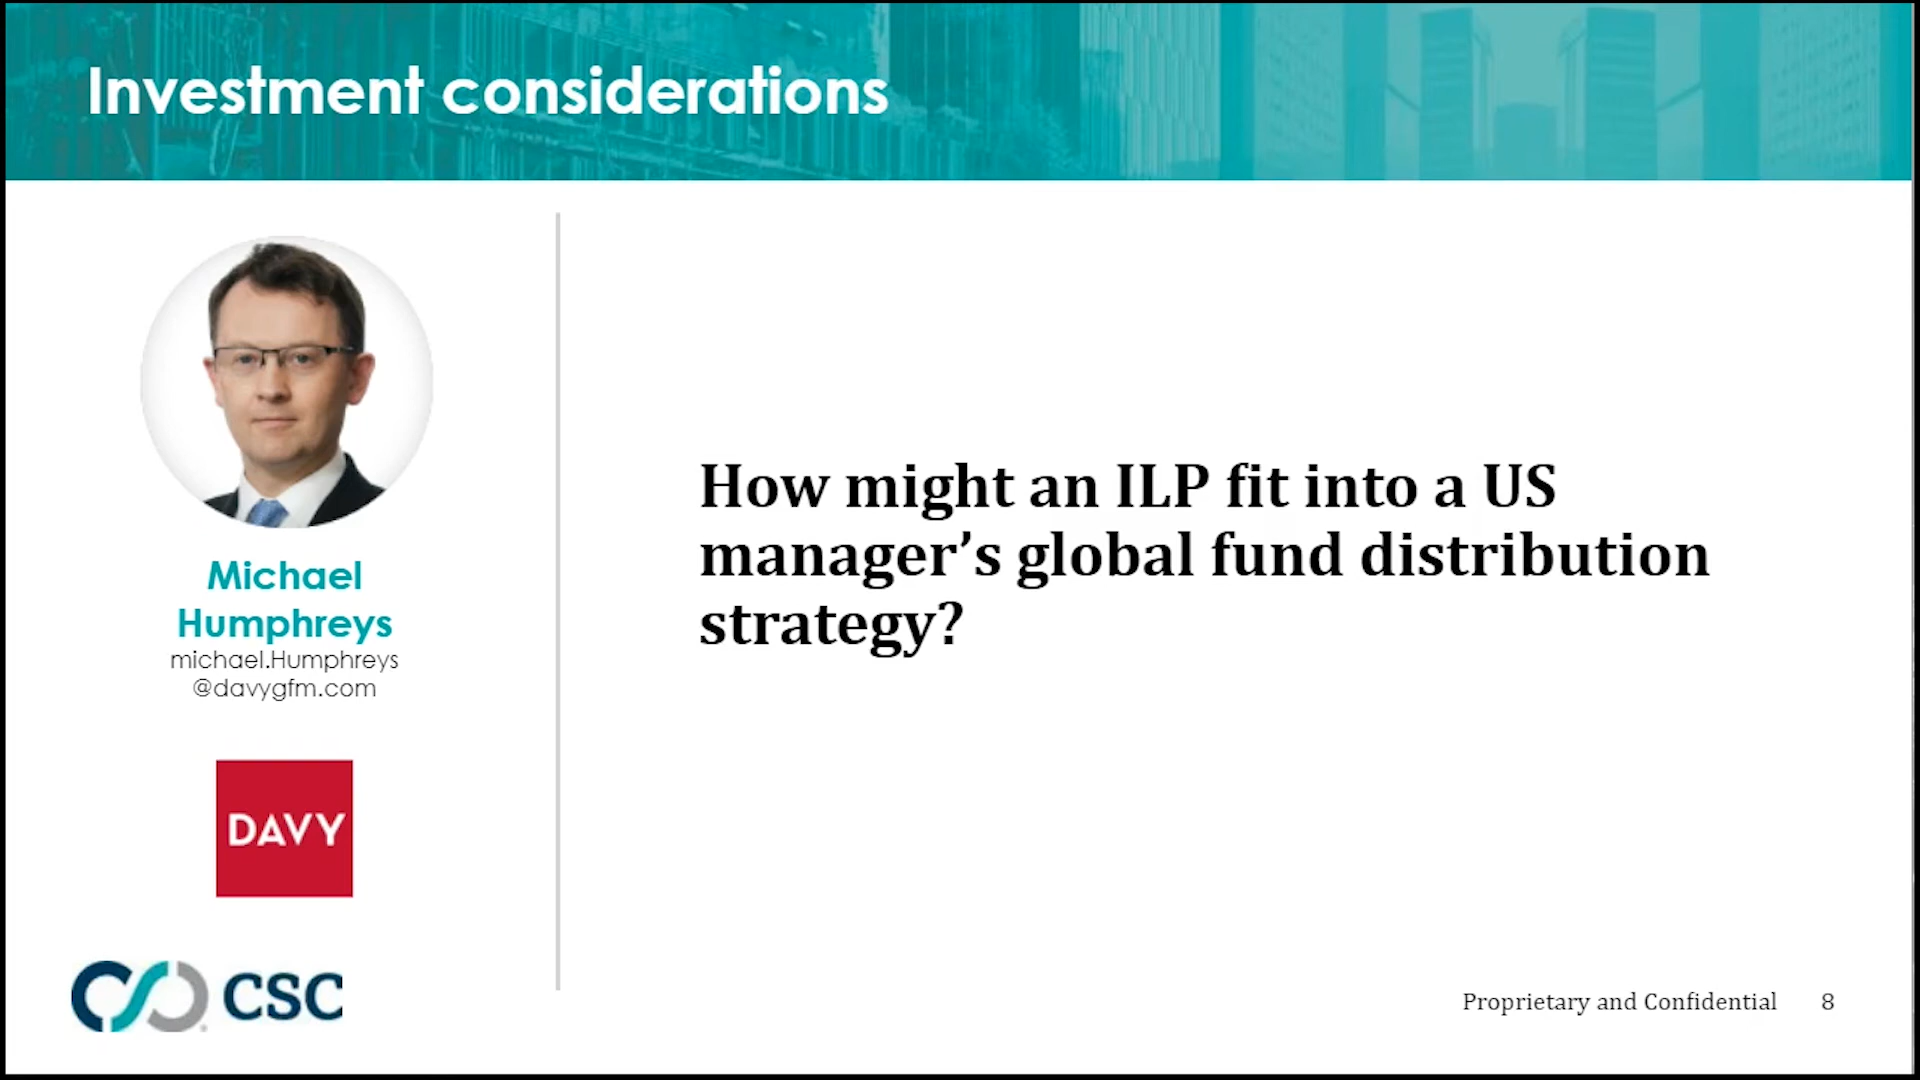 Investment considerations
Michael
Humphreys
michael.Humphreys
@davygfm.com
DAVY
CSC
How might an ILP fit into a US
manager’s global fund distribution
strategy?
Proprietary and Confidential 8